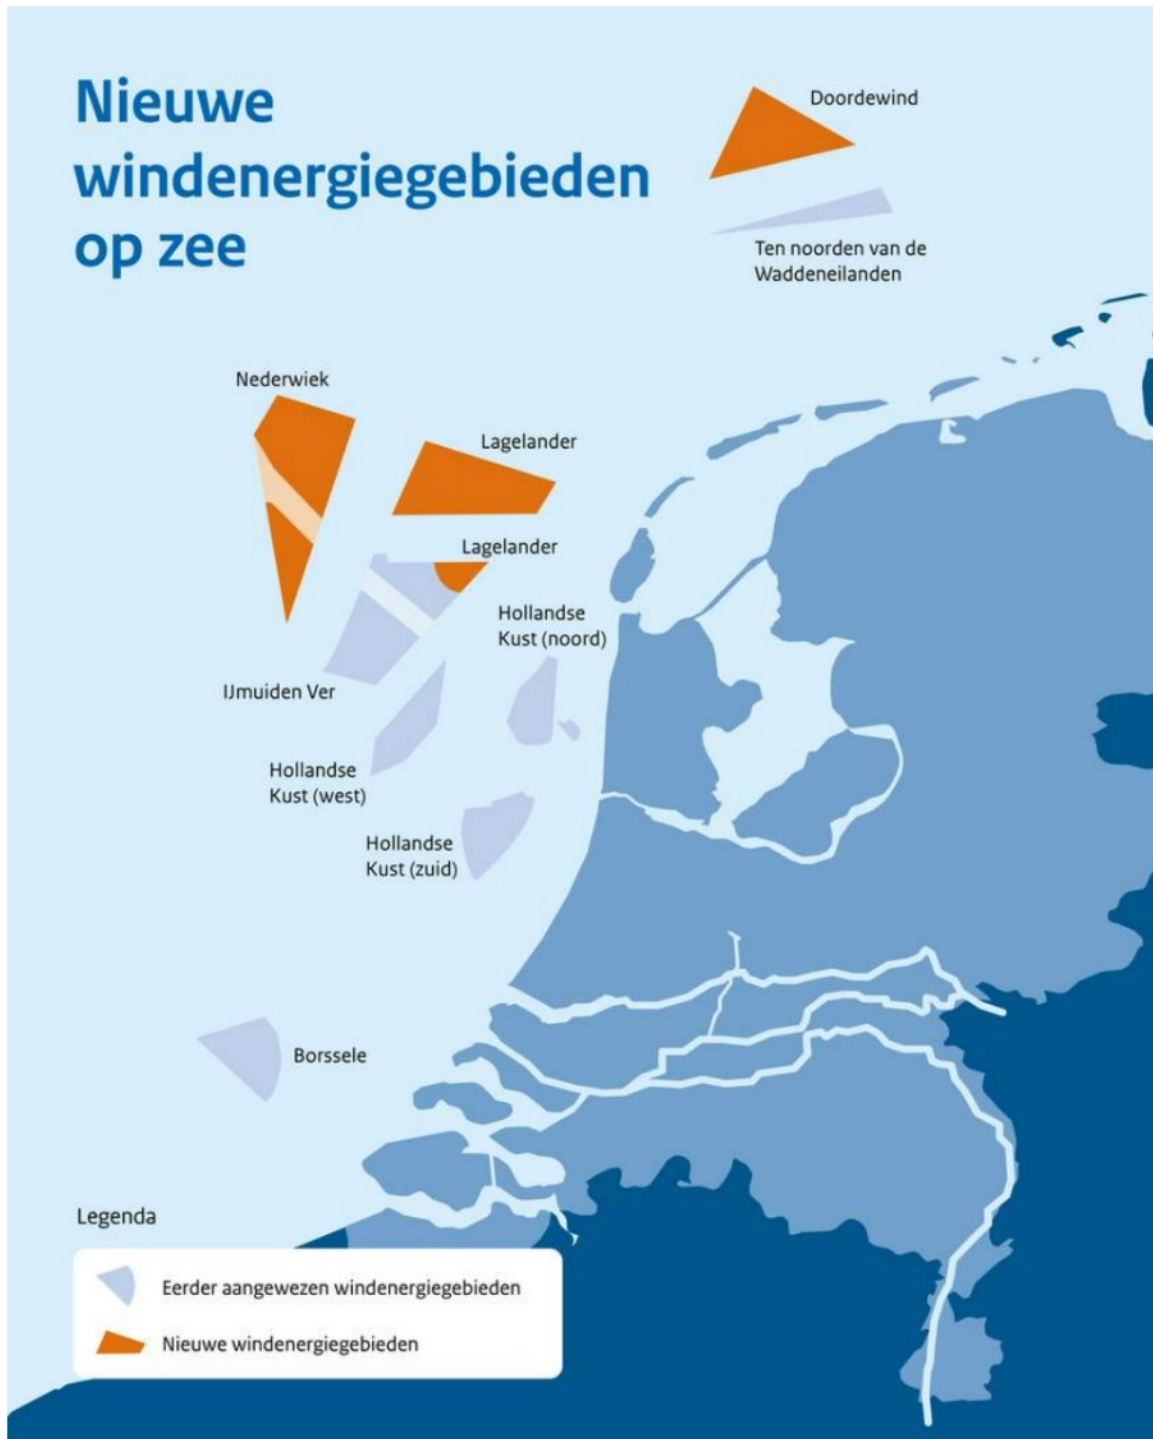 Nieuwe
windenergiegebieden
op zee
Doordewind
Ten noorden van de
Waddeneilanden
Nederwiek
Lagelander
Lagelander
Hollandse
Kust (noord)
IJmuiden Ver
Hollandse
Kust (west)
Hollandse
Kust (zuid)
Borssele
Legenda
Eerder aangewezen windenergiegebieden
Nieuwe windenergiegebieden